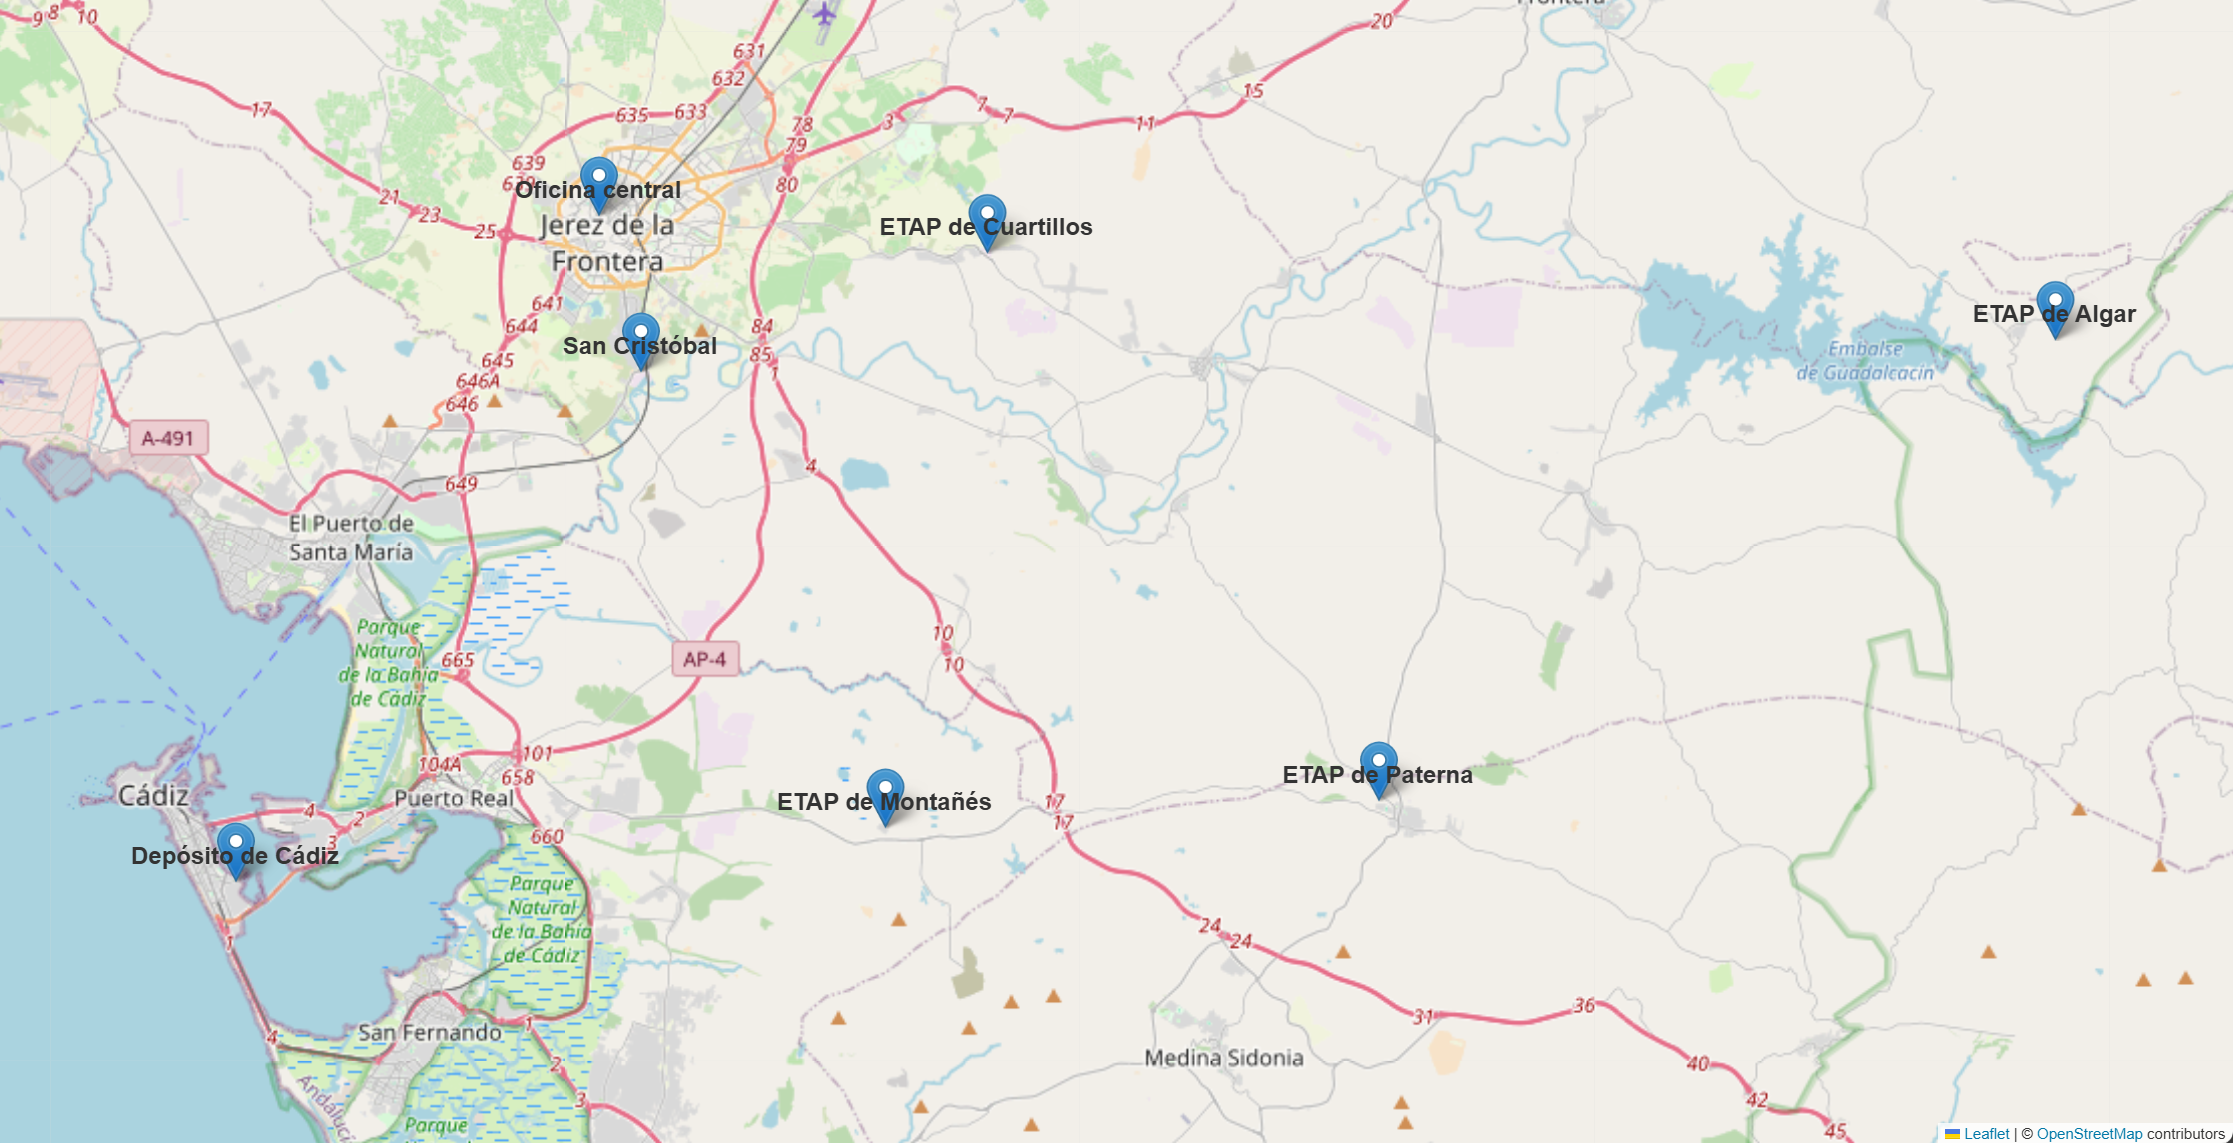 Frontera
9
8
10
20
631
632
17
15
635
633
7
7
11
3
78
79
639
80
Oficina central
21
23
Jerez de la
Frontera
25
ETAP de Cuartillos
641
644
84
San Cristóbal
85
1
645
646A
646
ETAP de Algar
Embalse
de Guadalcacín
A-491
4
649
El Puerto de
Santa María
Parque
Natural
de la Bahía
de Cádiz
665
AP-4
10
10
101
104A
658
Cádiz
Puerto Real
4
2
3
660
Depósito de Cádiz
ETAP de Montañés
17
17
ETAP de Paterna
Parque
Natural
de la Bahía
de Cádiz
1
24
24
31
36
San Fernando
1
4
2
3
Medina Sidonia
40
42
45
Parque
Leaflet | © OpenStreetMap contributors